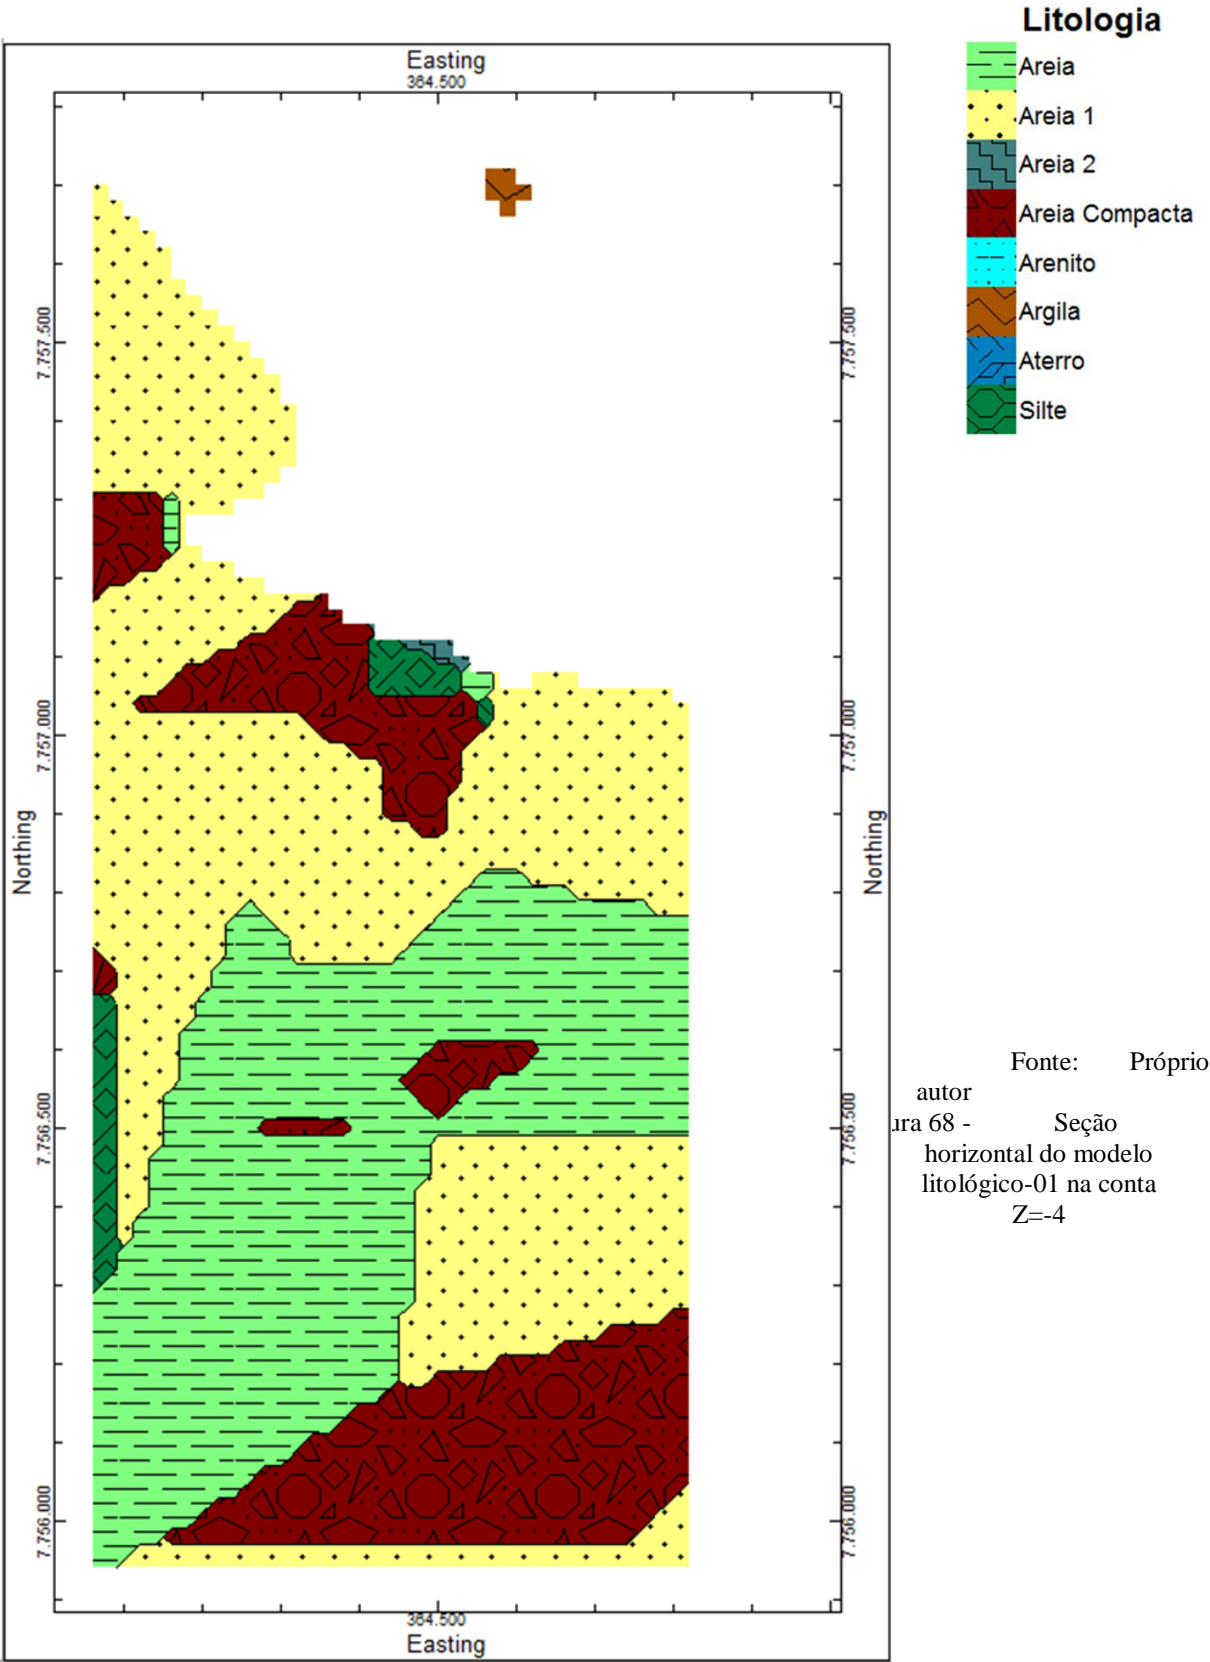 Litologia
Areia
Areia 1
Areia 2
Areia Compacta
Arenito
Argila
Aterro
Silte
Easting
364.500
7.757.500
7.757.500
7.757.000
7.757.000
Northing
Northing
7.756.500
7.756.500
7.756.000
7.756.000
364.500
Easting
Fonte: Próprio
autor
ura 68 - Seção
horizontal do modelo
litológico-01 na conta
Z=-4